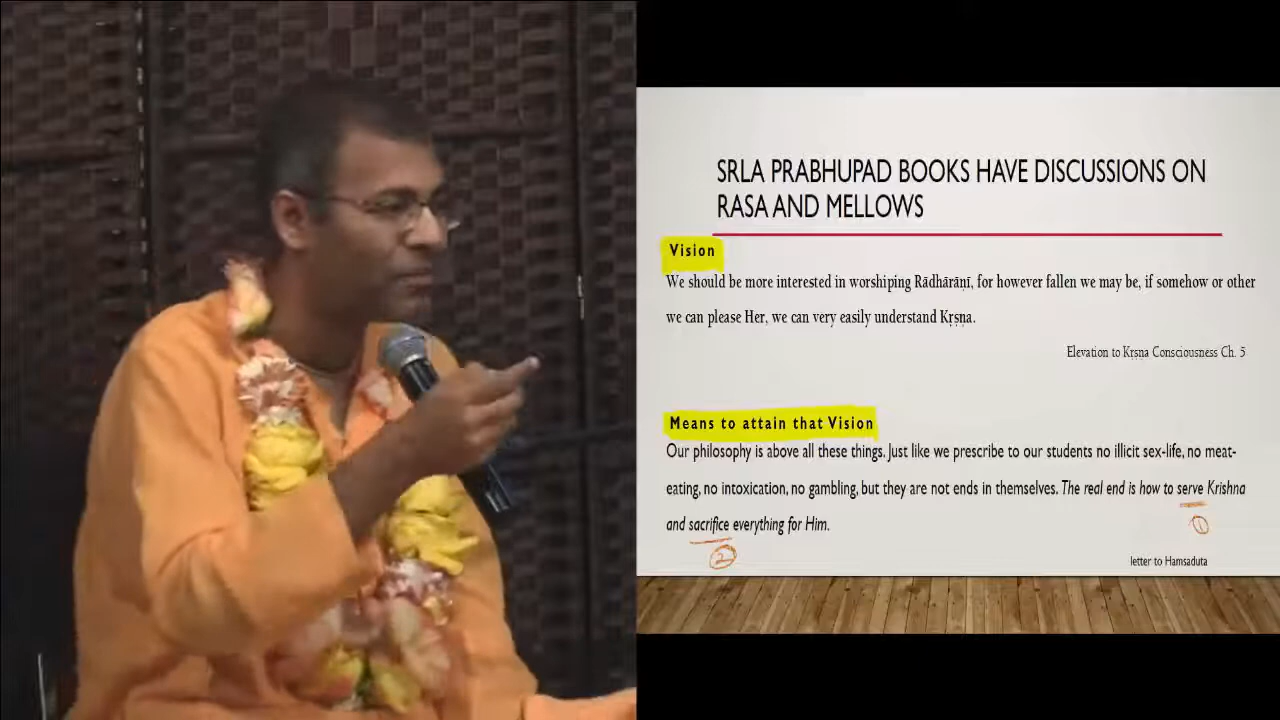 SRLA PRABHUPAD BOOKS HAVE DISCUSSIONS ON
RASA AND MELLOWS
Vision
We should be more interested in worshiping Rādhārāṇī, for however fallen we may be, if somehow or other
we can please Her, we can very easily understand Kṛṣṇa.
Elevation to Kṛṣṇa Consciousness Ch. 5
Means to attain that Vision
Our philosophy is above all these things. Just like we prescribe to our students no illicit sex-life, no meat-
eating, no intoxication, no gambling, but they are not ends in themselves. The real end is how to serve Krishna
1
and sacrifice everything for Him.
2
letter to Hamsaduta